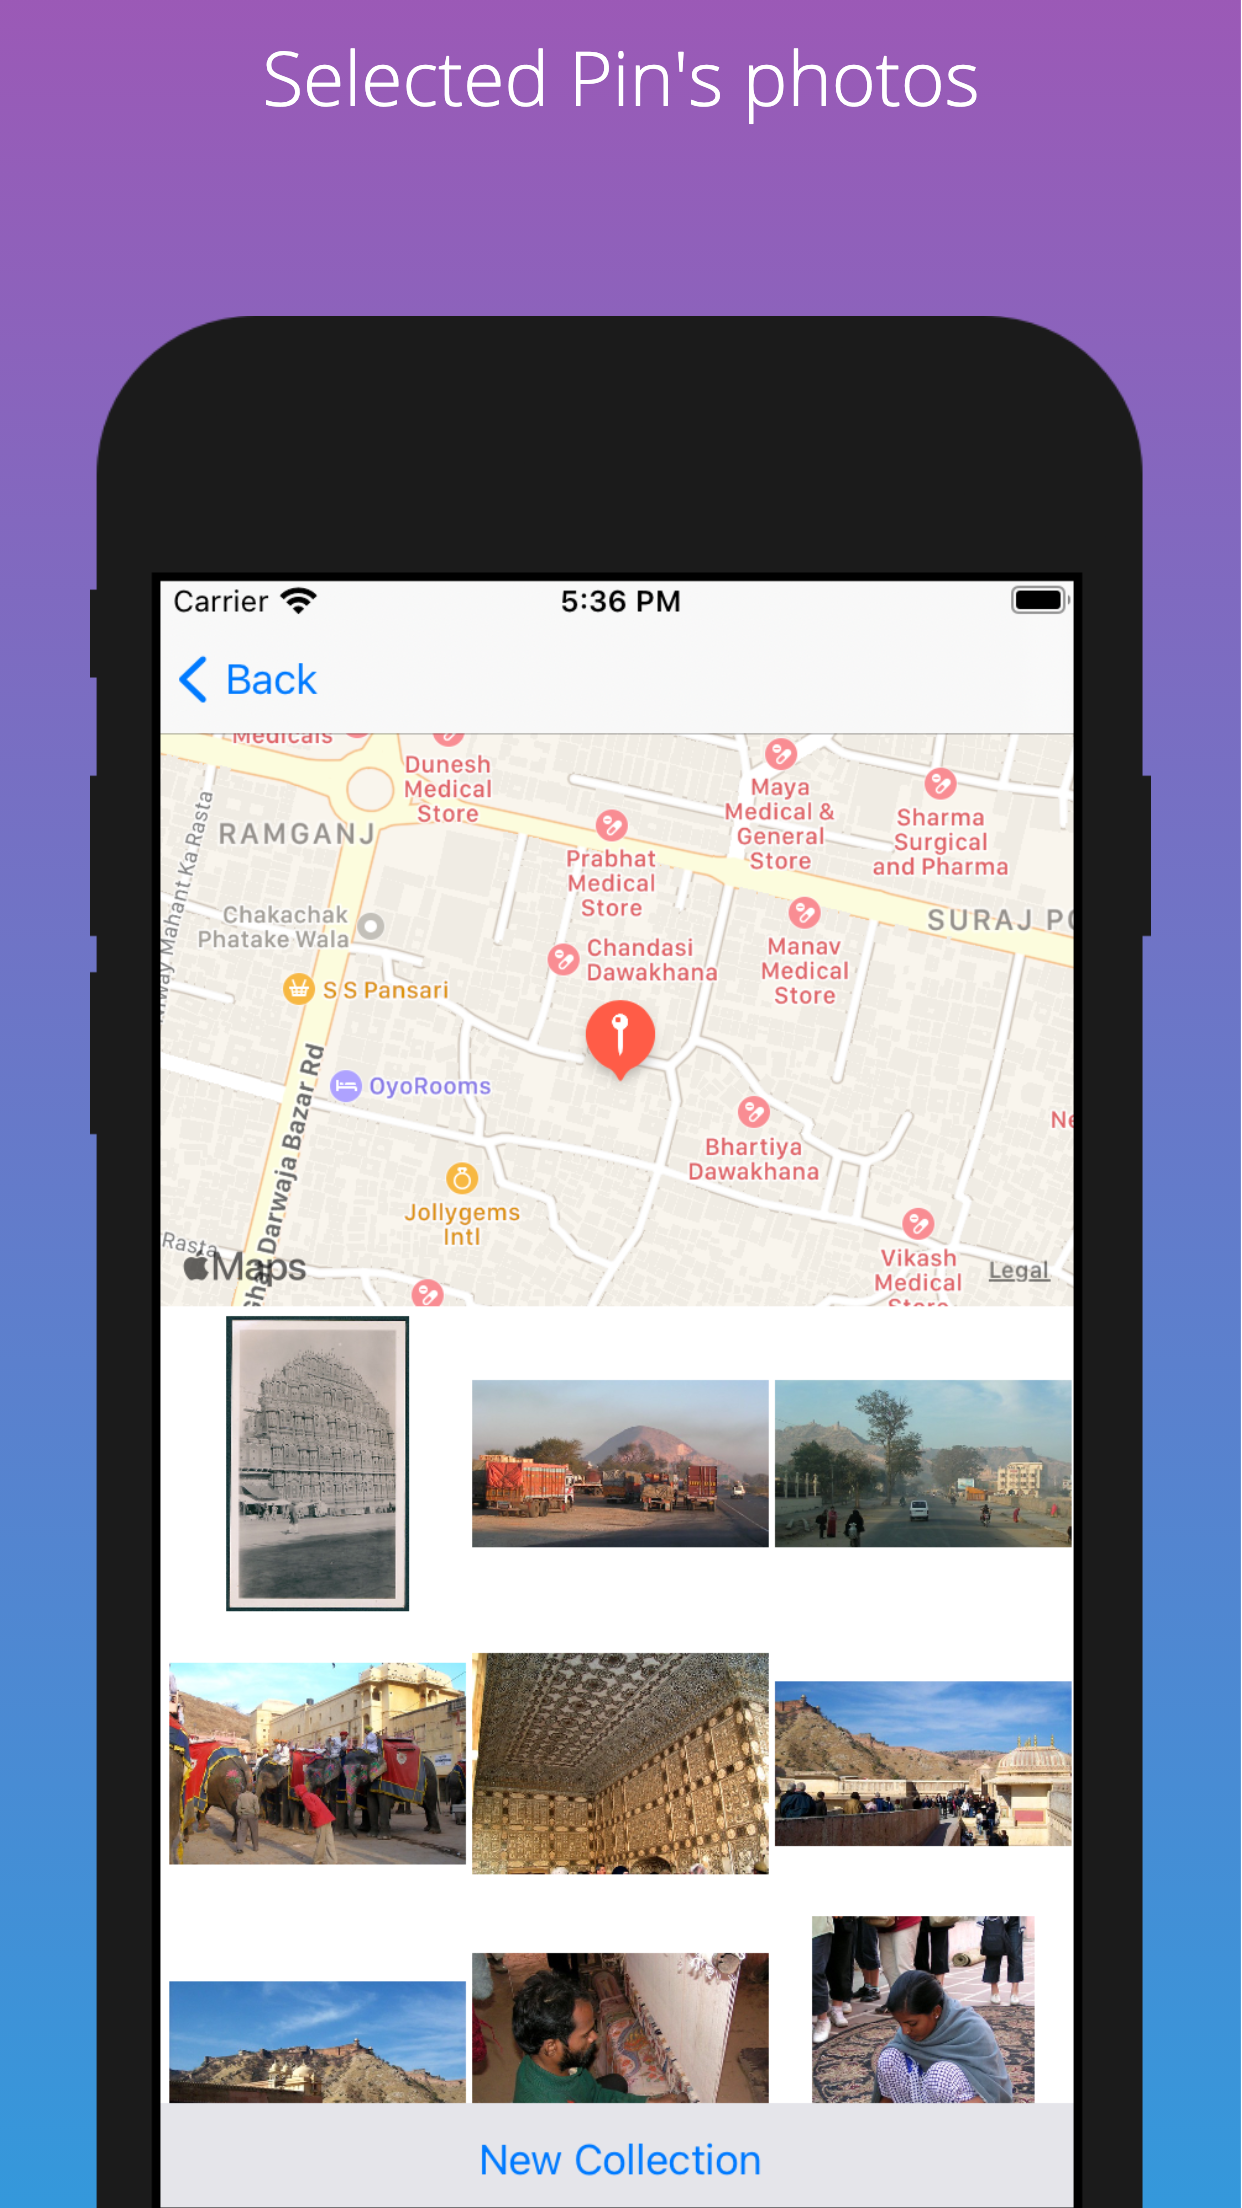 Selected Pin's photos
Carrier
5:36 PM
Back
Medicals
Dunesh
Medical
Store
Maya
Medical &
General
Store
Sharma
Surgical
and Pharma
RAMGANJ
Prabhat
Medical
Store
Mahant Ka Rasta
Chakachak
Phatake Wala
SURAJ
Chandasi
Dawakhana
Manav
Medical
Store
S S Pansari
OyoRooms
Darwaja Bazar Rd
Bhartiya
Dawakhana
Jollygems
Intl
Rasta
Maps
Vikash
Medical
Store
Legal
New Collection